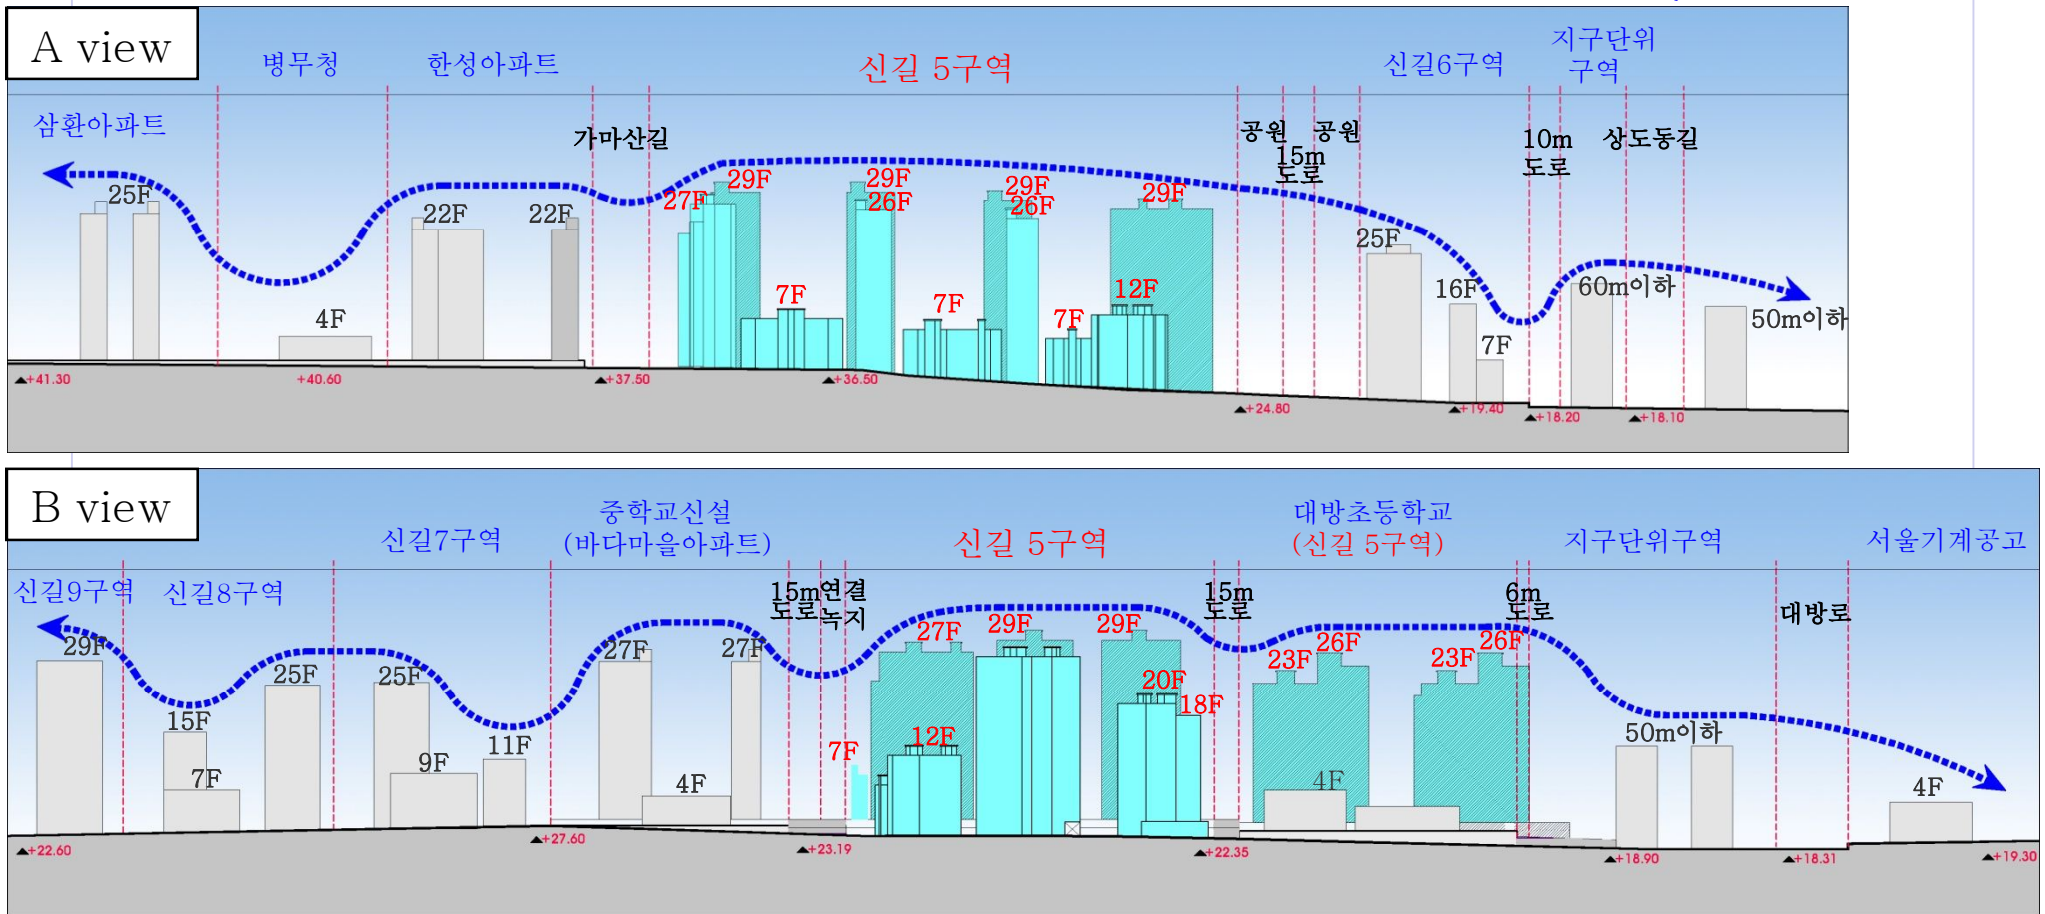 A view
병무청
한성아파트
신길 5구역
신길6구역
지구단위
구역
삼환아파트
가마산길
공원
15m
도로
공원
10m
도로
상도동길
25F
22F
22F
27F
29F
29F
26F
29F
26F
29F
25F
4F
7F
7F
7F
12F
16F
7F
60m이하
50m이하
+41.30
+40.60
+37.50
+36.50
+24.80
+19.40
+18.20
+18.10
B view
신길7구역
중학교신설
(바다마을아파트)
신길 5구역
대방초등학교
(신길 5구역)
지구단위구역
서울기계공고
신길9구역
신길8구역
15m
도로
연결
녹지
15m
도로
6m
도로
대방로
29F
15F
7F
25F
25F
9F
11F
27F
4F
27F
7F
27F
12F
29F
29F
20F
18F
23F
26F
4F
23F
26F
50m이하
4F
+22.60
+27.60
+23.19
+22.35
+18.90
+18.31
+19.30